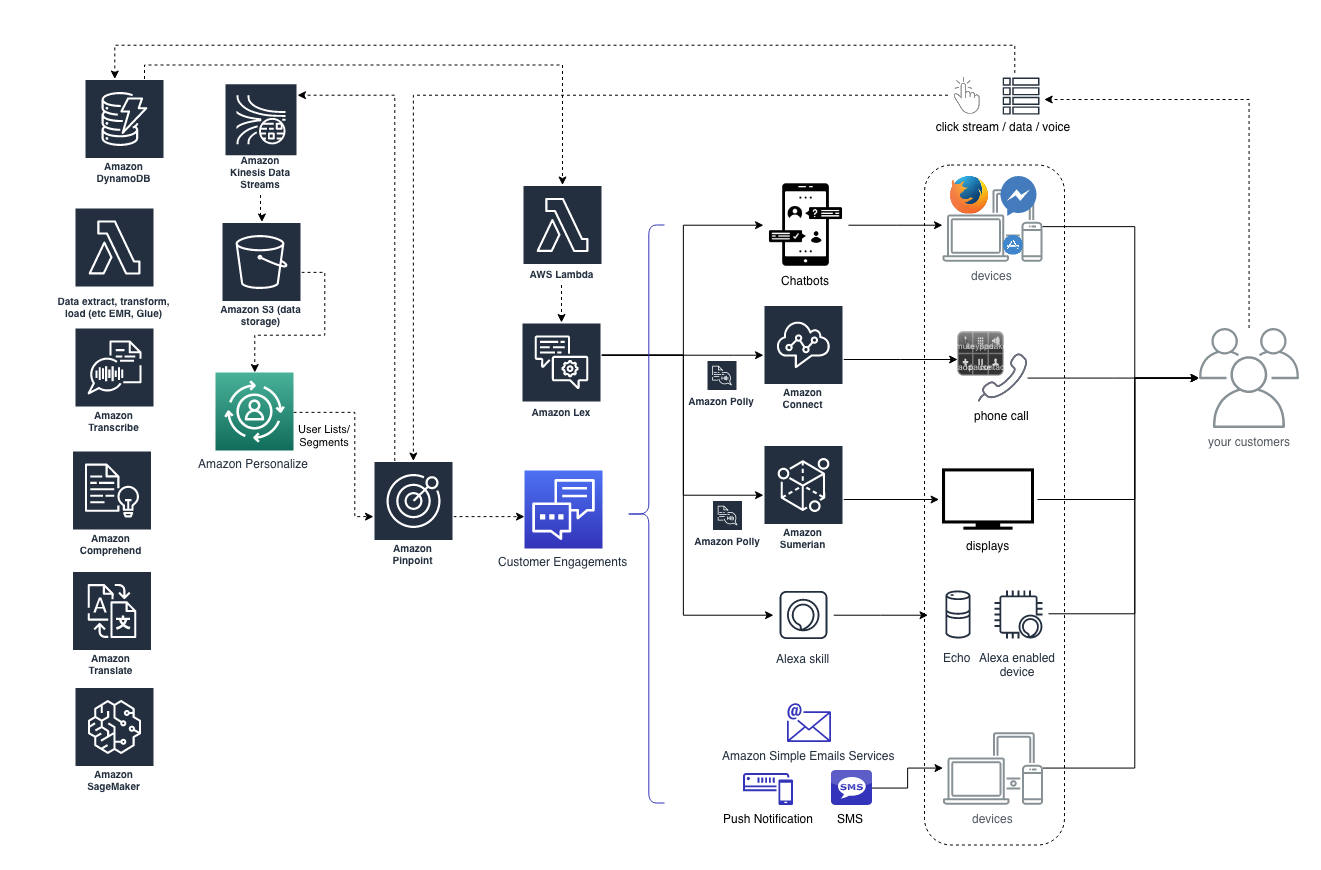 click stream / data / voice
Amazon
DynamoDB
Amazon
Kinesis Data
Streams
Data extract, transform,
load (etc EMR, Glue)
Amazon S3 (data
storage)
AWS Lambda
Chatbots
devices
Amazon
Transcribe
Amazon Personalize
User Lists/
Segments
Amazon Lex
Amazon Polly
Amazon
Connect
phone call
your customers
Amazon
Comprehend
Amazon
Pinpoint
Customer Engagements
Amazon Polly
Amazon
Sumerian
displays
A
文
Amazon
Translate
Alexa skill
Echo
Alexa enabled
device
Amazon
SageMaker
@
Amazon Simple Emails Services
SMS
Push Notification
SMS
devices